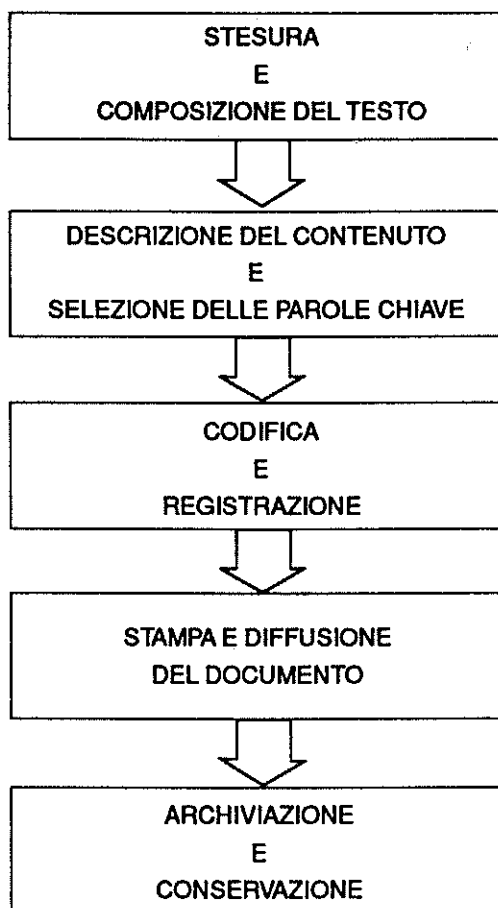 STESURA
E
COMPOSIZIONE DEL TESTO
DESCRIZIONE DEL CONTENUTO
E
SELEZIONE DELLE PAROLE CHIAVE
CODIFICA
E
REGISTRAZIONE
STAMPA E DIFFUSIONE
DEL DOCUMENTO
ARCHIVIAZIONE
E
CONSERVAZIONE